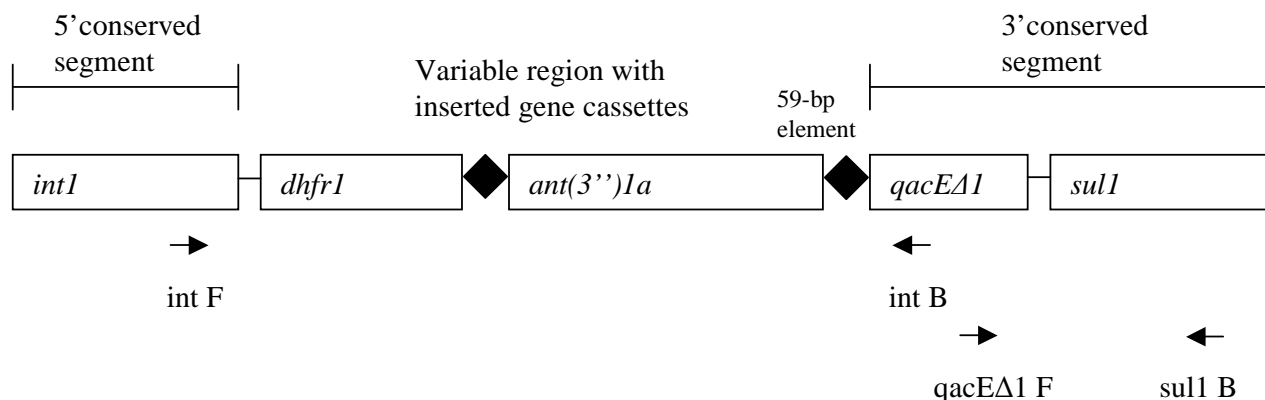 5’conserved
segment
Variable region with
inserted gene cassettes
59-bp
element
3’conserved
segment
int1
dhfr1
ant(3’’)1a
qacEΔ1
sul1
int F
int B
qacEΔ1 F
sul1 B